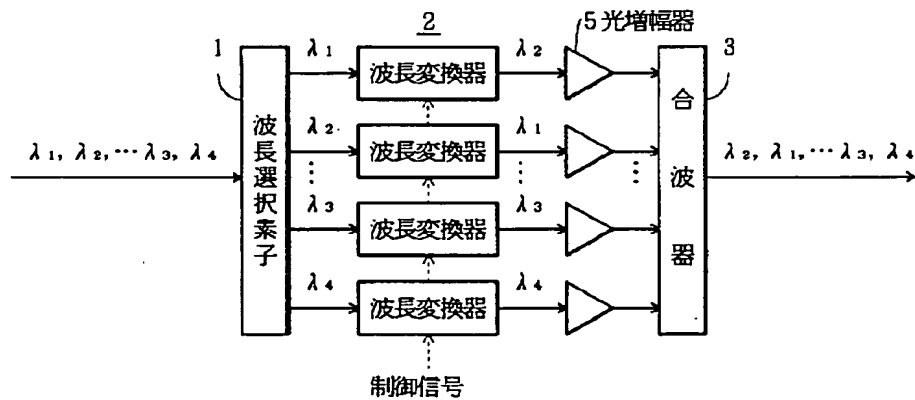 5光増幅器
1
2
3
λ1
波長変換器
λ2
λ2
波長変換器
λ1
λ1, λ2, …λ3, λ4
波長選択素子
⋮
⋮
⋮
合波器
λ2, λ1, …λ3, λ4
λ3
波長変換器
λ3
λ4
波長変換器
λ4
制御信号